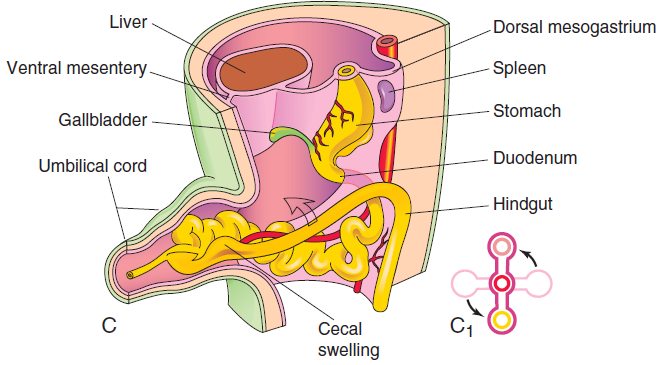 Liver
Ventral mesentery
Gallbladder
Umbilical cord
Dorsal mesogastrium
Spleen
Stomach
Duodenum
Hindgut
Cecal
swelling
C
C1